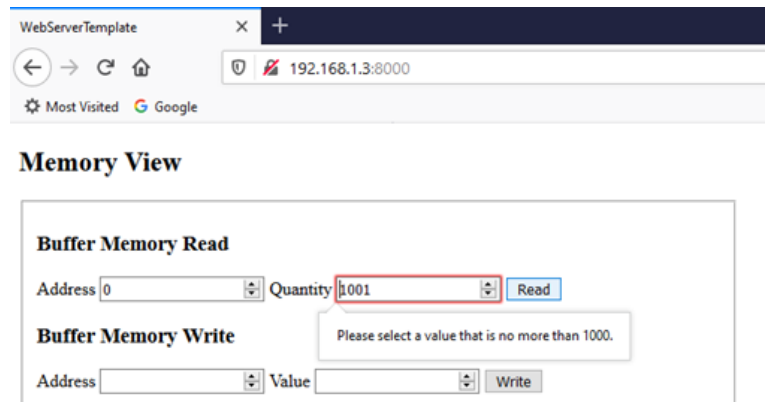 WebServerTemplate
192.168.1.3:8000
Most Visited Google
Memory View
Buffer Memory Read
Address 0 Quantity 1001 Read
Please select a value that is no more than 1000.
Buffer Memory Write
Address Value Write